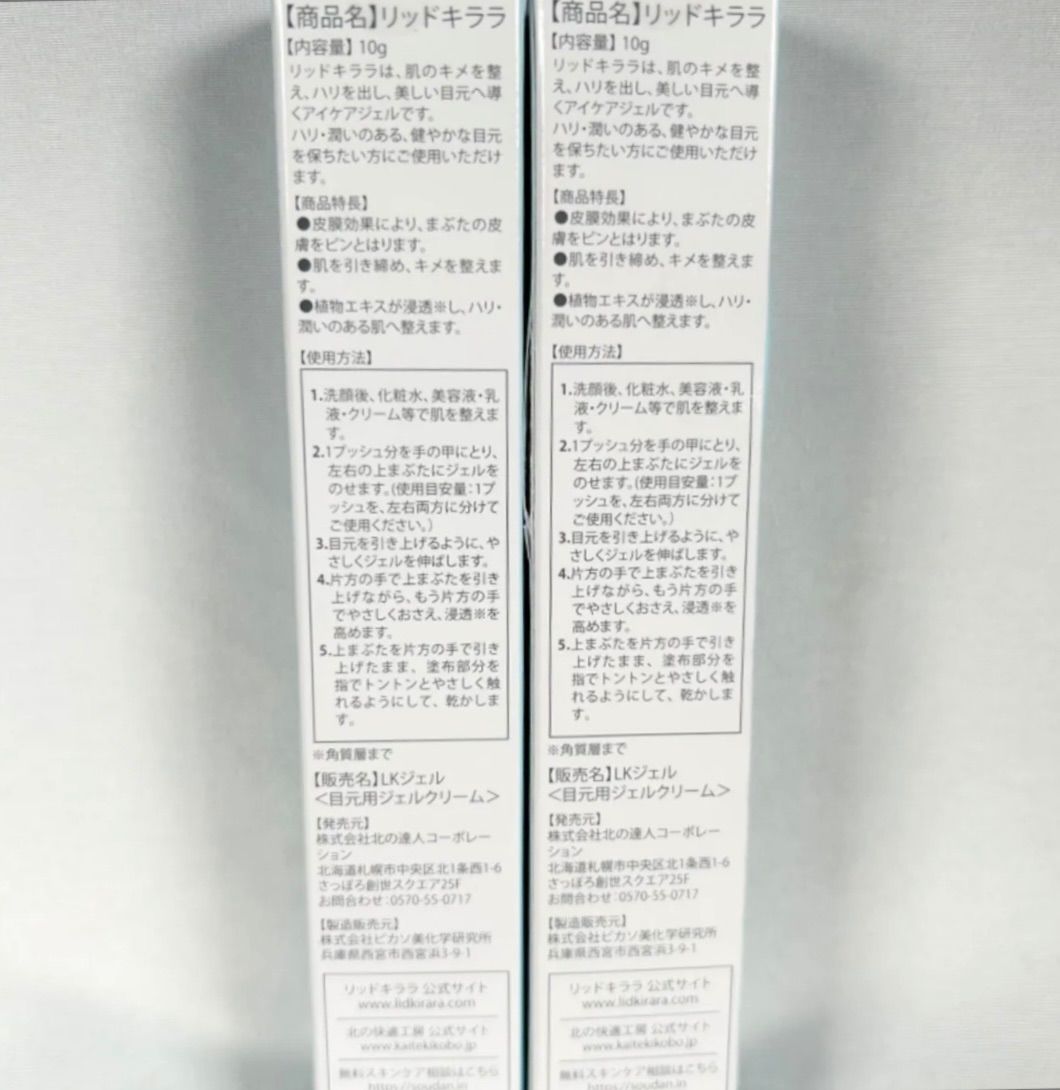 【商品名】リッドキララ
【内容量】10g
リッドキララは、肌のキメを整
え、ハリを出し、美しい目元へ導
くアイケアジェルです。
ハリ・潤いのある、健やかな目元
を保ちたい方にご使用いただけ
ます。
【商品特長】
●皮膜効果により、まぶたの皮
膚をピンとはります。
●肌を引き締め、キメを整えま
す。
●植物エキスが浸透※し、ハリ・
潤いのある肌へ整えます。
【使用方法】
1.洗顔後、化粧水、美容液・乳
液・クリーム等で肌を整えま
す。
2.1プッシュ分を手の甲にとり、
左右の上まぶたにジェルを
のせます。(使用目安量：1プ
ッシュを、左右両方に分けて
ご使用ください。)
3.目元を引き上げるように、や
さしくジェルを伸ばします。
4.片方の手で上まぶたを引き
上げながら、もう片方の手
でやさしくおさえ、浸透※を
高めます。
5.上まぶたを片方の手で引き
上げたまま、塗布部分を
指でトントンとやさしく触
れるようにして、乾かしま
す。
※角質層まで
【販売名】LKジェル
＜目元用ジェルクリーム＞
【発売元】
株式会社北の達人コーポレー
ション
北海道札幌市中央区北1条西1-6
さっぽろ創世スクエア25F
お問合わせ：0570-55-0717
【製造販売元】
株式会社ピカソ美化学研究所
兵庫県西宮市西宮浜3-9-1
リッドキララ 公式サイト
www.lidkirara.com
北の快適工房 公式サイト
www.kaitekikobo.jp
無料スキンケア相談はこちら
https://soudan.in
【商品名】リッドキララ
【内容量】10g
リッドキララは、肌のキメを整
え、ハリを出し、美しい目元へ導
くアイケアジェルです。
ハリ・潤いのある、健やかな目元
を保ちたい方にご使用いただけ
ます。
【商品特長】
●皮膜効果により、まぶたの皮
膚をピンとはります。
●肌を引き締め、キメを整えま
す。
●植物エキスが浸透※し、ハリ・
潤いのある肌へ整えます。
【使用方法】
1.洗顔後、化粧水、美容液・乳
液・クリーム等で肌を整えま
す。
2.1プッシュ分を手の甲にとり、
左右の上まぶたにジェルを
のせます。(使用目安量：1プ
ッシュを、左右両方に分けて
ご使用ください。)
3.目元を引き上げるように、や
さしくジェルを伸ばします。
4.片方の手で上まぶたを引き
上げながら、もう片方の手
でやさしくおさえ、浸透※を
高めます。
5.上まぶたを片方の手で引き
上げたまま、塗布部分を
指でトントンとやさしく触
れるようにして、乾かしま
す。
※角質層まで
【販売名】LKジェル
＜目元用ジェルクリーム＞
【発売元】
株式会社北の達人コーポレー
ション
北海道札幌市中央区北1条西1-6
さっぽろ創世スクエア25F
お問合わせ：0570-55-0717
【製造販売元】
株式会社ピカソ美化学研究所
兵庫県西宮市西宮浜3-9-1
リッドキララ 公式サイト
www.lidkirara.com
北の快適工房 公式サイト
www.kaitekikobo.jp
無料スキンケア相談はこちら
https://soudan.in